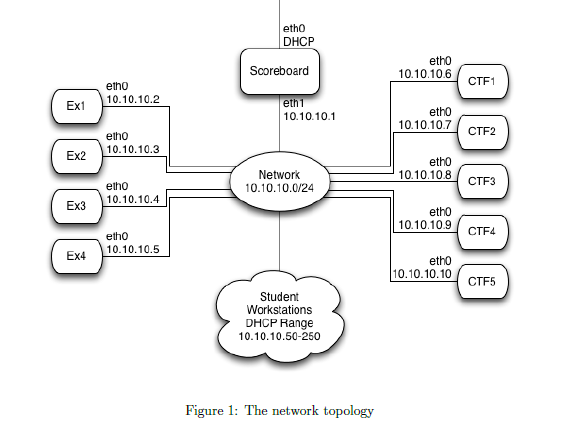 eth0
DHCP
Scoreboard
eth1
10.10.10.1
Ex1
eth0
10.10.10.2
Ex2
eth0
10.10.10.3
Ex3
eth0
10.10.10.4
Ex4
eth0
10.10.10.5
Network
10.10.10.0/24
eth0
10.10.10.6
CTF1
eth0
10.10.10.7
CTF2
eth0
10.10.10.8
CTF3
eth0
10.10.10.9
CTF4
eth0
10.10.10.10
CTF5
Student
Workstations
DHCP Range
10.10.10.50-250
Figure 1: The network topology